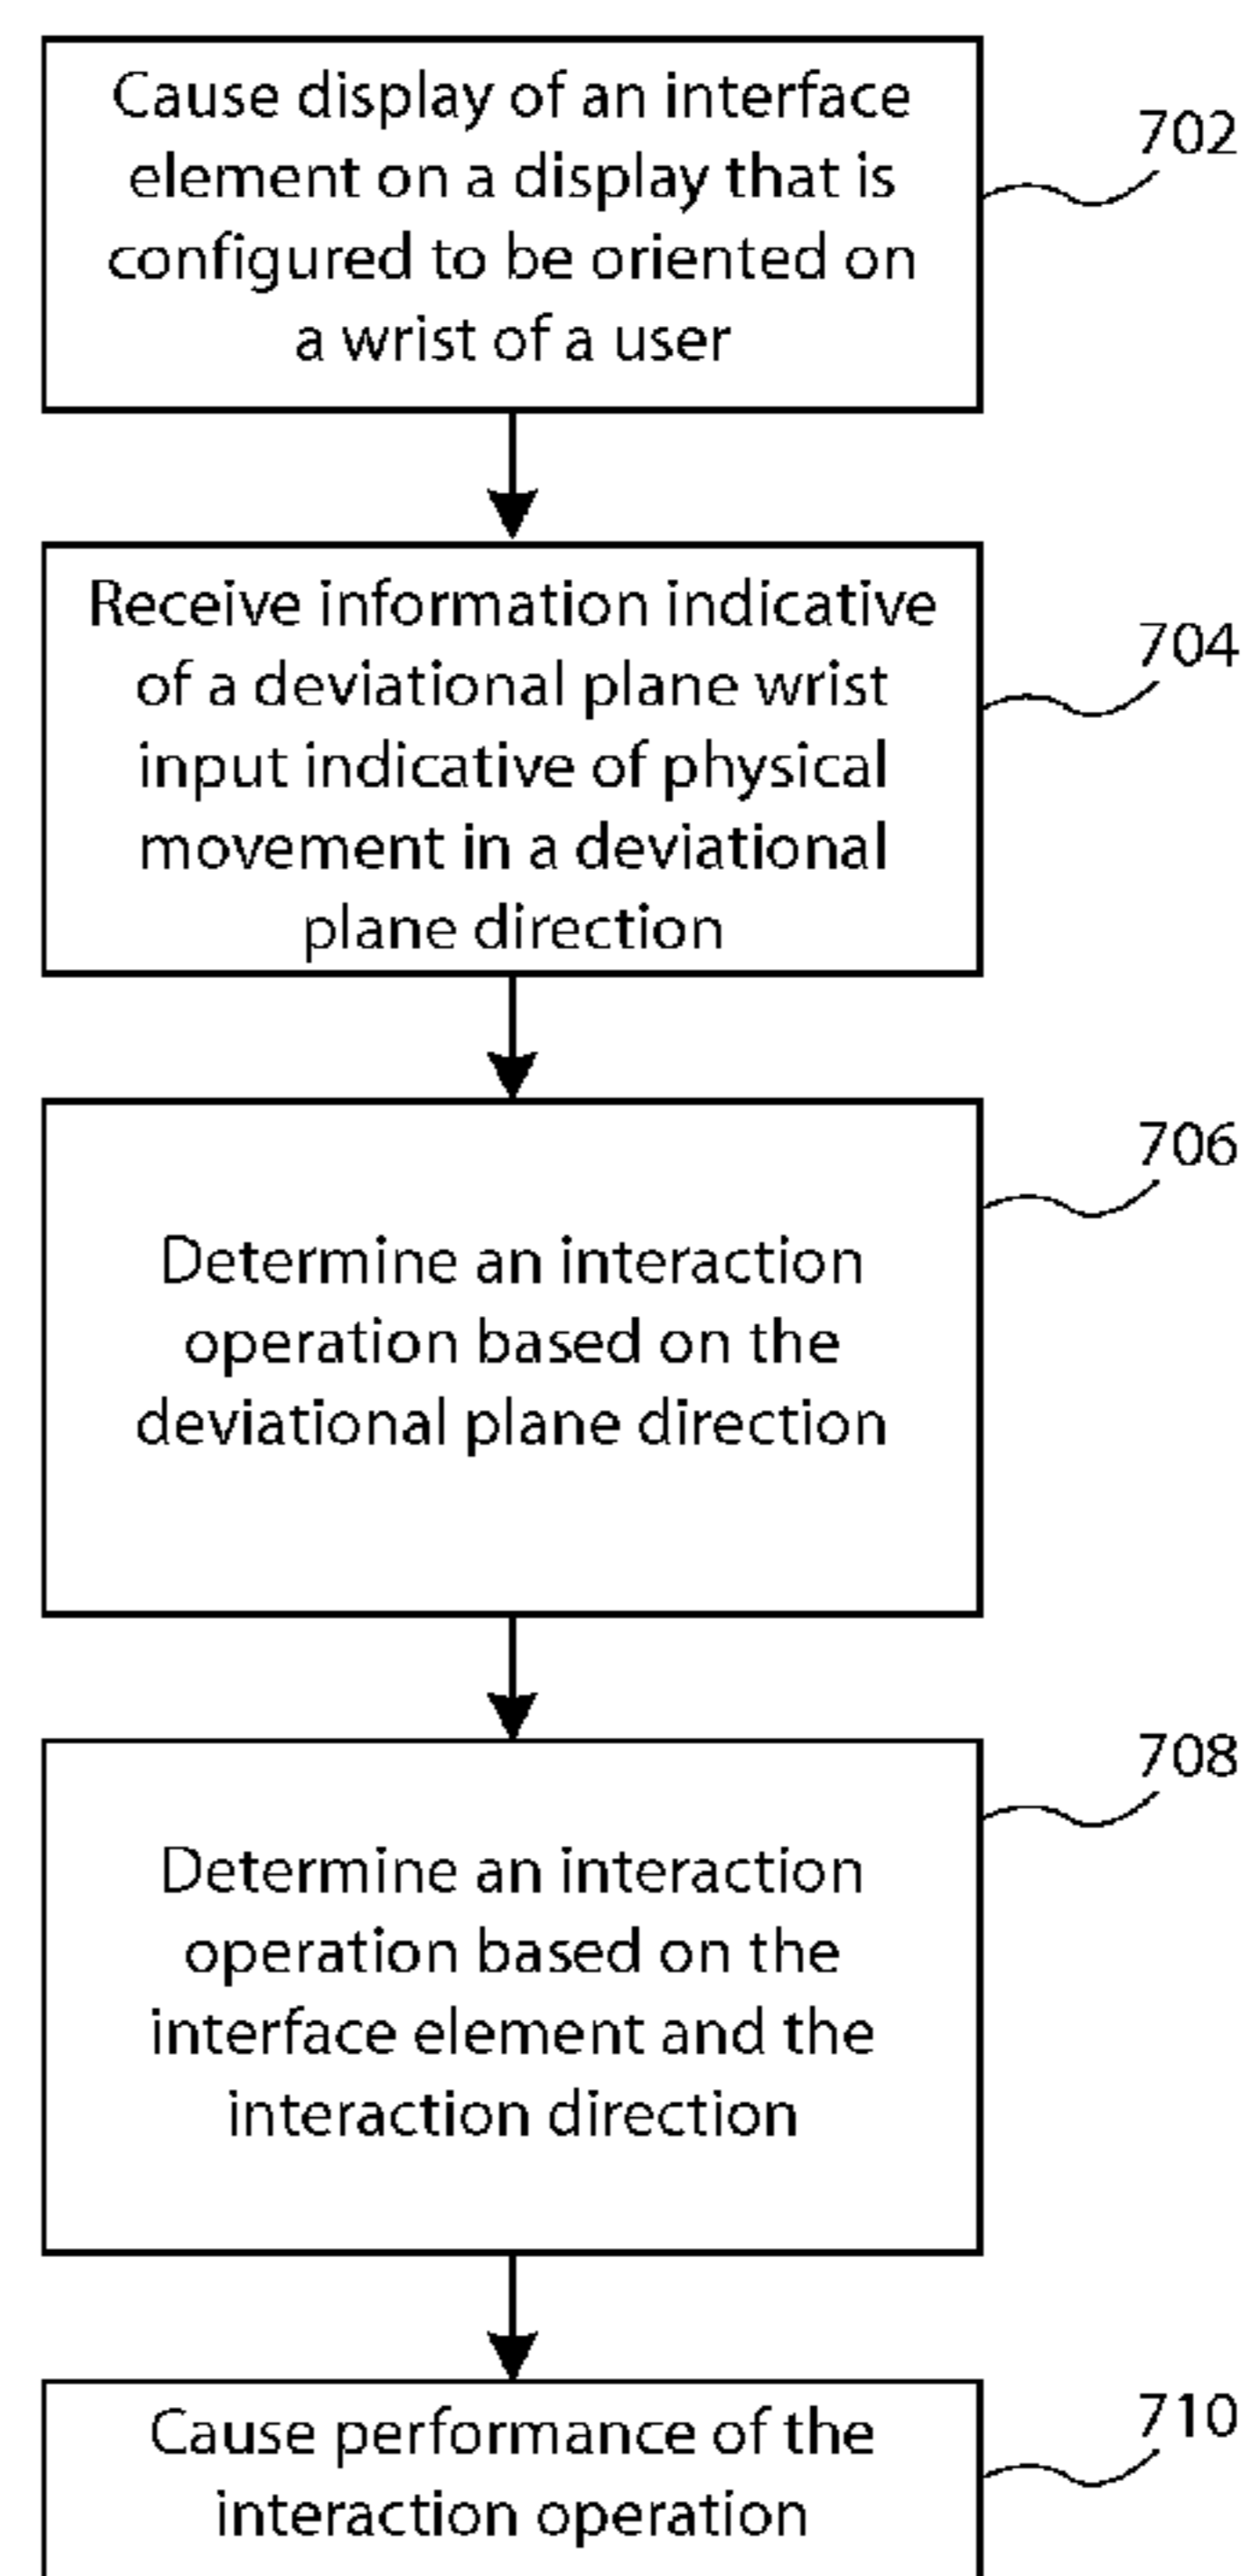 Cause display of an interface
element on a display that is
configured to be oriented on
a wrist of a user
702
Receive information indicative
of a deviational plane wrist
input indicative of physical
movement in a deviational
plane direction
704
Determine an interaction
operation based on the
deviational plane direction
706
Determine an interaction
operation based on the
interface element and the
interaction direction
708
Cause performance of the
interaction operation
710